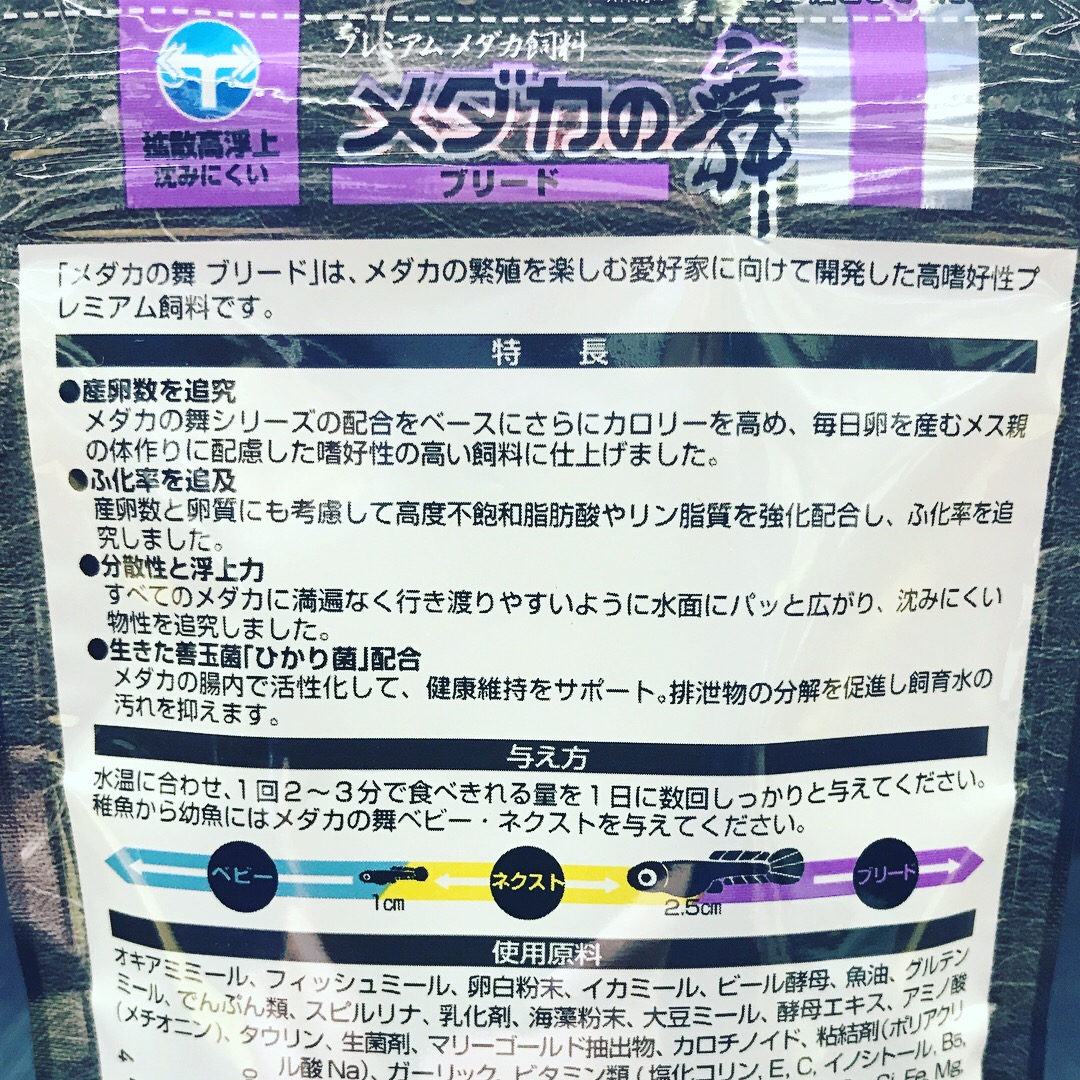 プレミアム メダカ飼料
メダカの舞
ブリード
拡散高浮上
沈みにくい
「メダカの舞 ブリード」は、メダカの繁殖を楽しむ愛好家に向けて開発した高嗜好性プ
レミアム飼料です。
特 長
●産卵数を追究
メダカの舞シリーズの配合をベースにさらにカロリーを高め、毎日卵を産むメス親
の体作りに配慮した嗜好性の高い飼料に仕上げました。
●ふ化率を追及
産卵数と卵質にも考慮して高度不飽和脂肪酸やリン脂質を強化配合し、ふ化率を追
究しました。
●分散性と浮上力
すべてのメダカに満遍なく行き渡りやすいように水面にパッと広がり、沈みにくい
物性を追究しました。
●生きた善玉菌「ひかり菌」配合
メダカの腸内で活性化して、健康維持をサポート。排泄物の分解を促進し飼育水の
汚れを抑えます。
与え方
水温に合わせ、1回2～3分で食べきれる量を1日に数回しっかりと与えてください。
稚魚から幼魚にはメダカの舞ベビー・ネクストを与えてください。
ベビー
ネクスト
ブリード
1cm
2.5cm
使用原料
オキアミミール、フィッシュミール、卵白粉末、イカミール、ビール酵母、魚油、グルテン
ミール、でんぷん類、スピルリナ、乳化剤、海藻粉末、大豆ミール、酵母エキス、アミノ酸
(メチオニン)、タウリン、生菌剤、マリーゴールド抽出物、カロチノイド、粘結剤(ポリアクリ
ル酸Na)、ガーリック、ビタミン類(塩化コリン、E、C、イノシトール、B5、
Fe、Mg、